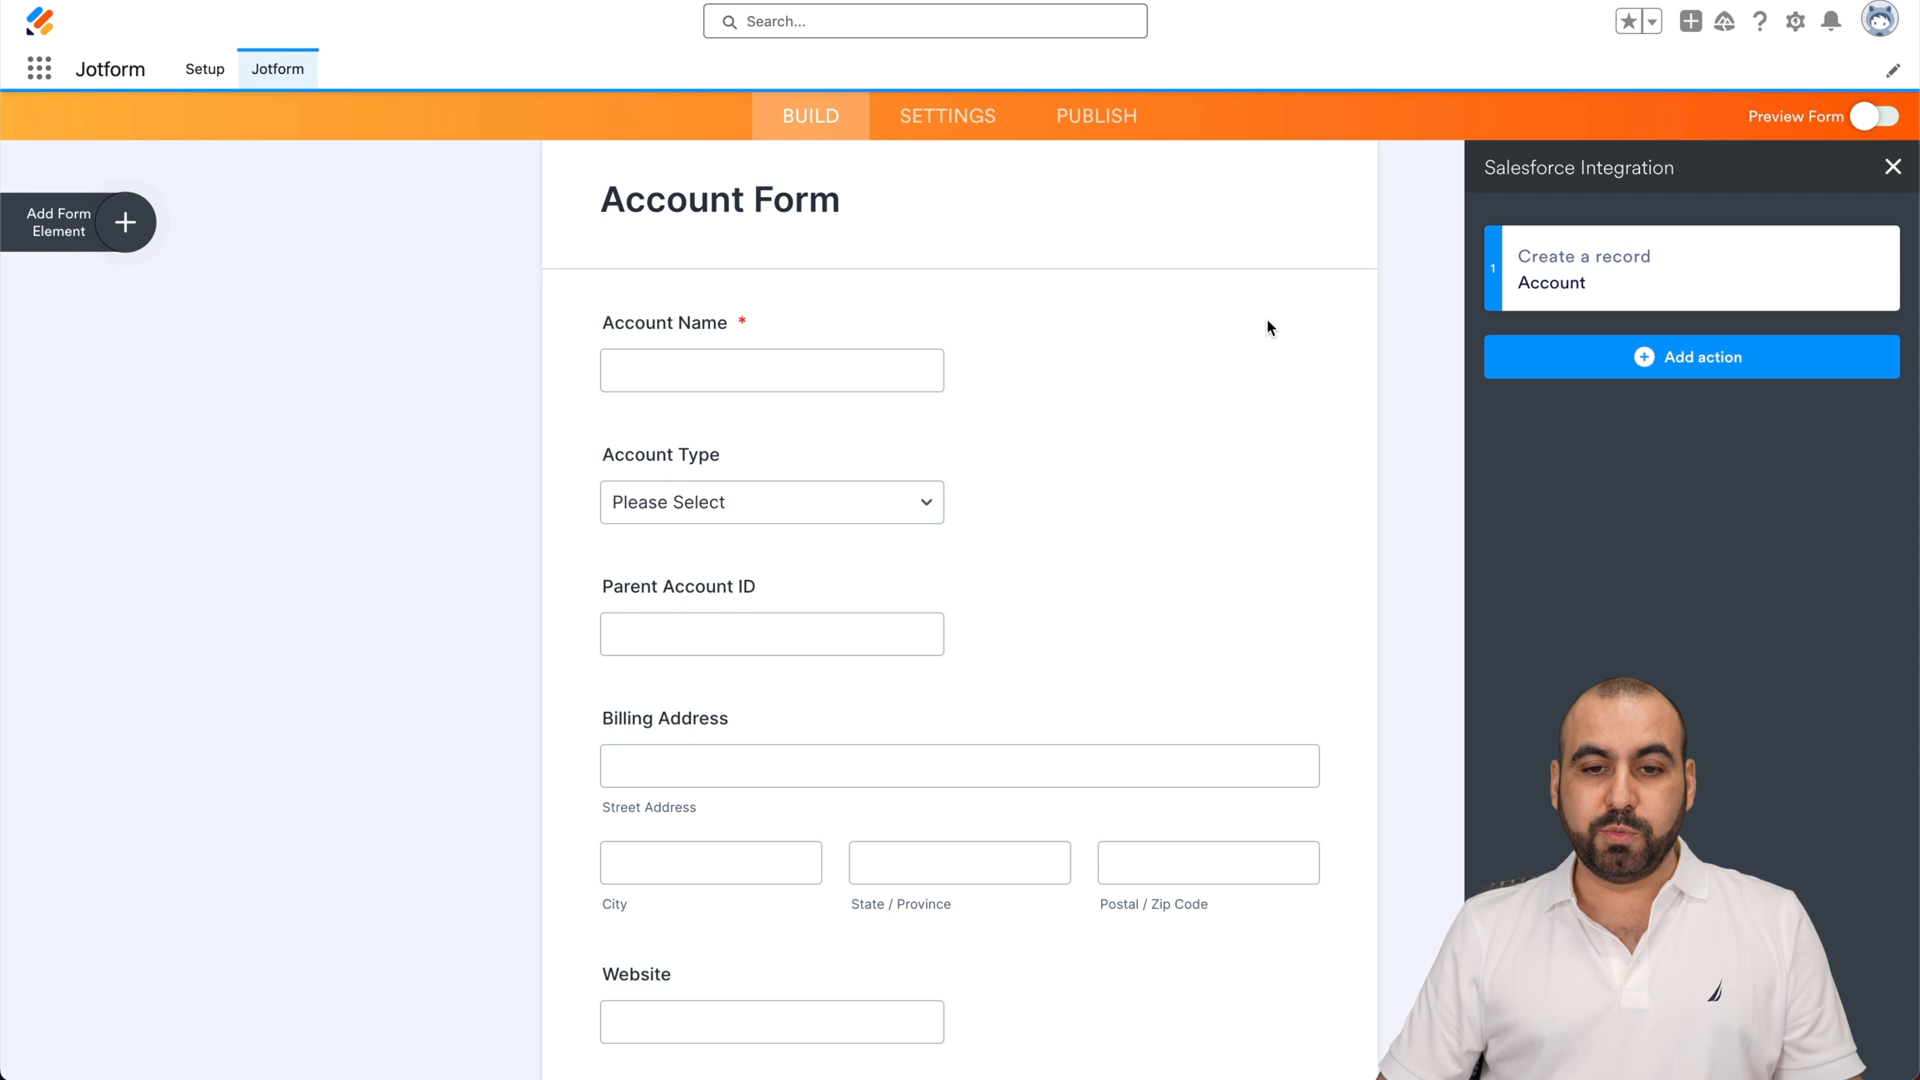 Search...
Jotform
Setup
Jotform
BUILD
SETTINGS
PUBLISH
Preview Form
Add Form
Element
Account Form
Account Name *
Account Type
Please Select
Parent Account ID
Billing Address
Street Address
City
State / Province
Postal / Zip Code
Website
Salesforce Integration
1
Create a record
Account
Add action